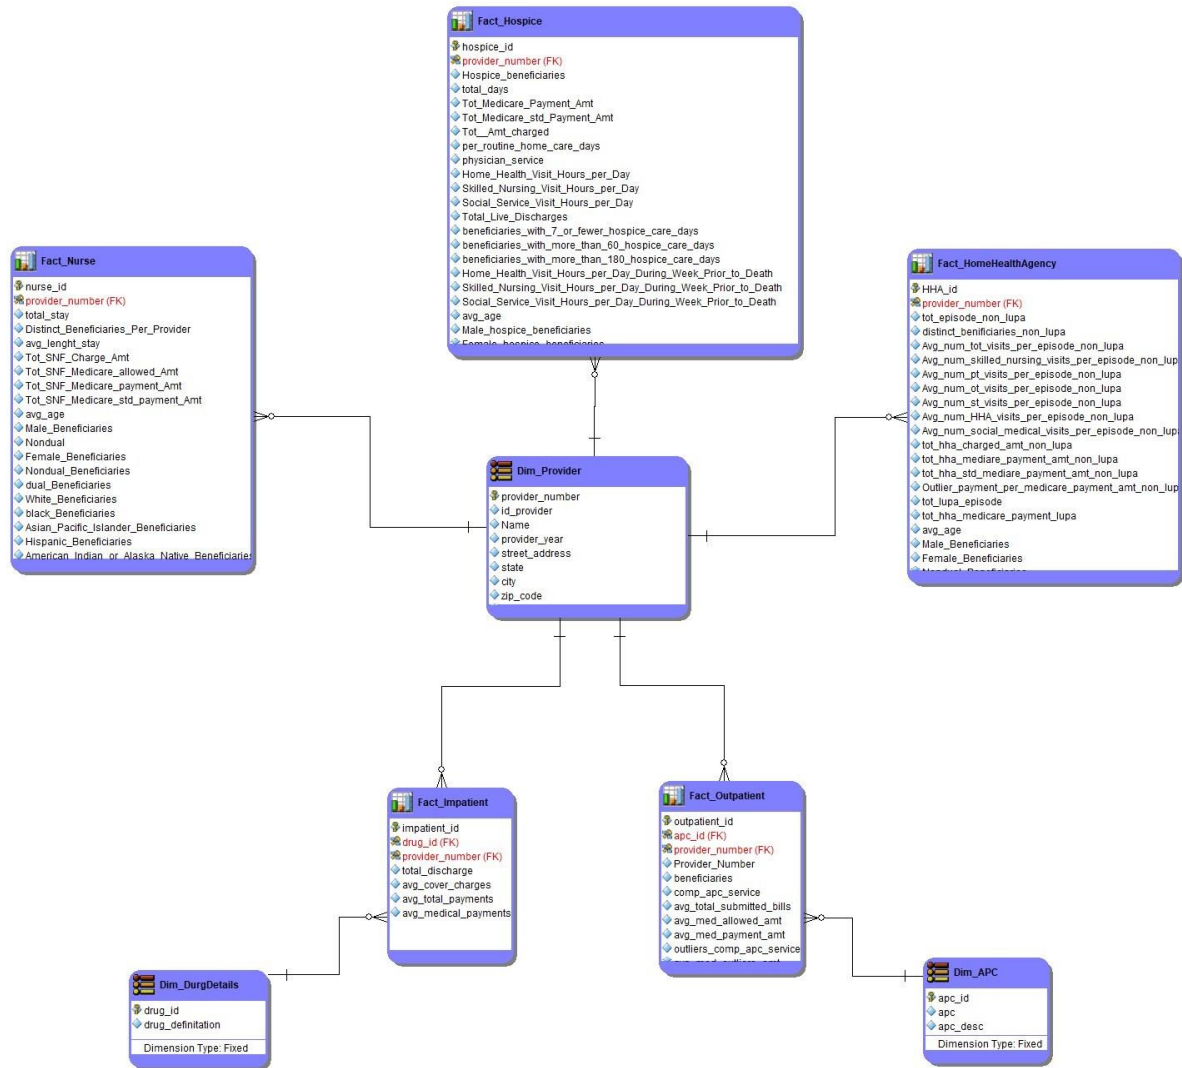 Fact_Hospice
hospice_id
provider_number (FK)
Hospice_beneficiaries
total_days
Tot_Medicare_Payment_Amt
Tot_Medicare_std_Payment_Amt
Tot__Amt_charged
per_routine_home_care_days
physician_service
Home_Health_Visit_Hours_per_Day
Skilled_Nursing_Visit_Hours_per_Day
Social_Service_Visit_Hours_per_Day
Total_Live_Discharges
beneficiaries_with_7_or_fewer_hospice_care_days
beneficiaries_with_more_than_60_hospice_care_days
beneficiaries_with_more_than_180_hospice_care_days
Home_Health_Visit_Hours_per_Day_During_Week_Prior_to_Death
Skilled_Nursing_Visit_Hours_per_Day_During_Week_Prior_to_Death
Social_Service_Visit_Hours_per_Day_During_Week_Prior_to_Death
avg_age
Male_hospice_beneficiaries
Female_hospice_beneficiaries
Fact_Nurse
nurse_id
provider_number (FK)
total_stay
Distinct_Beneficiaries_Per_Provider
avg_lenght_stay
Tot_SNF_Charge_Amt
Tot_SNF_Medicare_allowed_Amt
Tot_SNF_Medicare_payment_Amt
Tot_SNF_Medicare_std_payment_Amt
avg_age
Male_Beneficiaries
Nondual
Female_Beneficiaries
Nondual_Beneficiaries
dual_Beneficiaries
White_Beneficiaries
black_Beneficiaries
Asian_Pacific_Islander_Beneficiaries
Hispanic_Beneficiaries
American_Indian_or_Alaska_Native_Beneficiaries
Fact_HomeHealthAgency
HHA_id
provider_number (FK)
tot_episode_non_lupa
distinct_benificiaries_non_lupa
Avg_num_tot_visits_per_episode_non_lupa
Avg_num_skilled_nursing_visits_per_episode_non_lup
Avg_num_pt_visits_per_episode_non_lupa
Avg_num_ot_visits_per_episode_non_lupa
Avg_num_st_visits_per_episode_non_lupa
Avg_num_HHA_visits_per_episode_non_lupa
Avg_num_social_medical_visits_per_episode_non_lupa
tot_hha_charged_amt_non_lupa
tot_hha_mediare_payment_amt_non_lupa
tot_hha_std_mediare_payment_amt_non_lupa
Outlier_payment_per_medicare_payment_amt_non_lup
tot_lupa_episode
tot_hha_medicare_payment_lupa
avg_age
Male_Beneficiaries
Female_Beneficiaries
Dim_Provider
provider_number
id_provider
Name
provider_year
street_address
state
city
zip_code
Fact_Impatient
impatient_id
drug_id (FK)
provider_number (FK)
total_discharge
avg_cover_charges
avg_total_payments
avg_medical_payments
Fact_Outpatient
outpatient_id
apc_id (FK)
provider_number (FK)
Provider_Number
beneficiaries
comp_apc_service
avg_total_submitted_bills
avg_med_allowed_amt
avg_med_payment_amt
outliers_comp_apc_service
Dim_DurgDetails
drug_id
drug_definitation
Dimension Type: Fixed
Dim_APC
apc_id
apc
apc_desc
Dimension Type: Fixed